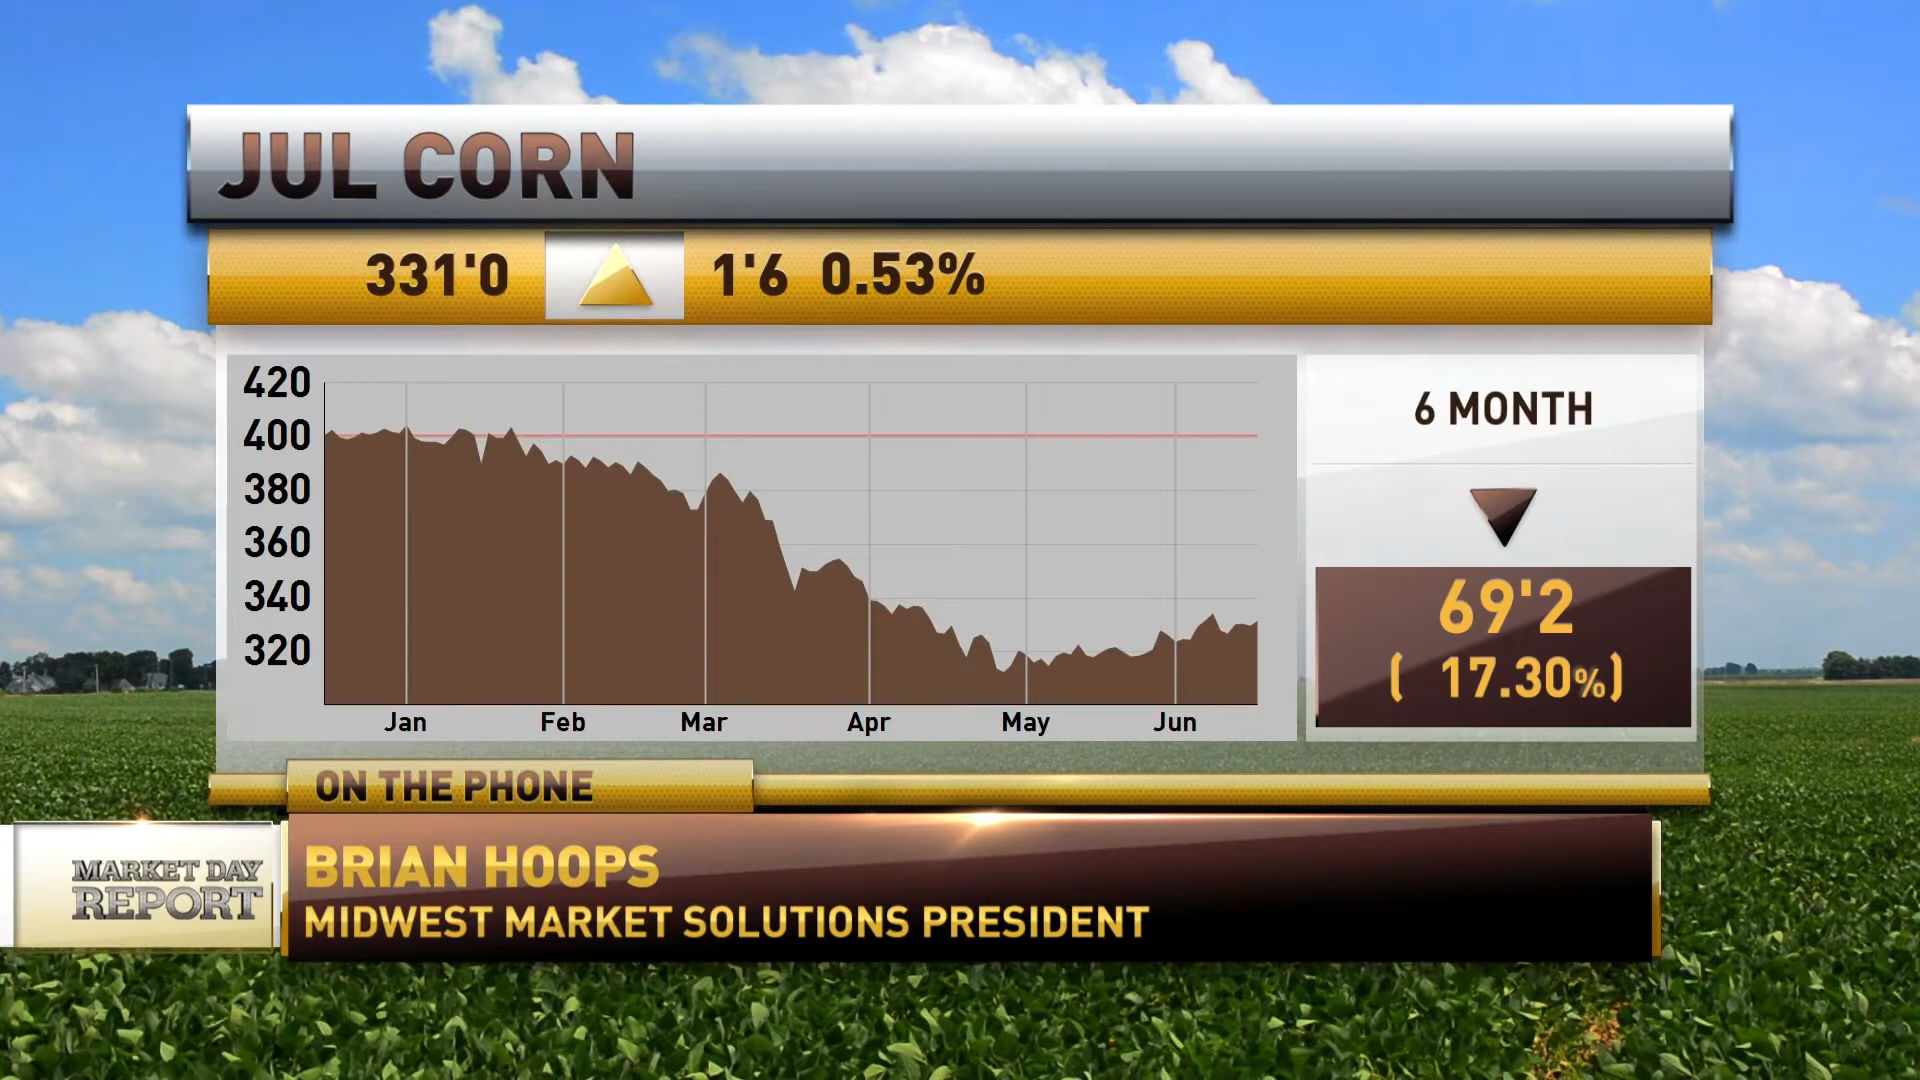 JUL CORN
331'0 1'6 0.53%
420
400
380
360
340
320
Jan Feb Mar Apr May Jun
6 MONTH
69'2
( 17.30%)
ON THE PHONE
MARKET DAY
REPORT
BRIAN HOOPS
MIDWEST MARKET SOLUTIONS PRESIDENT